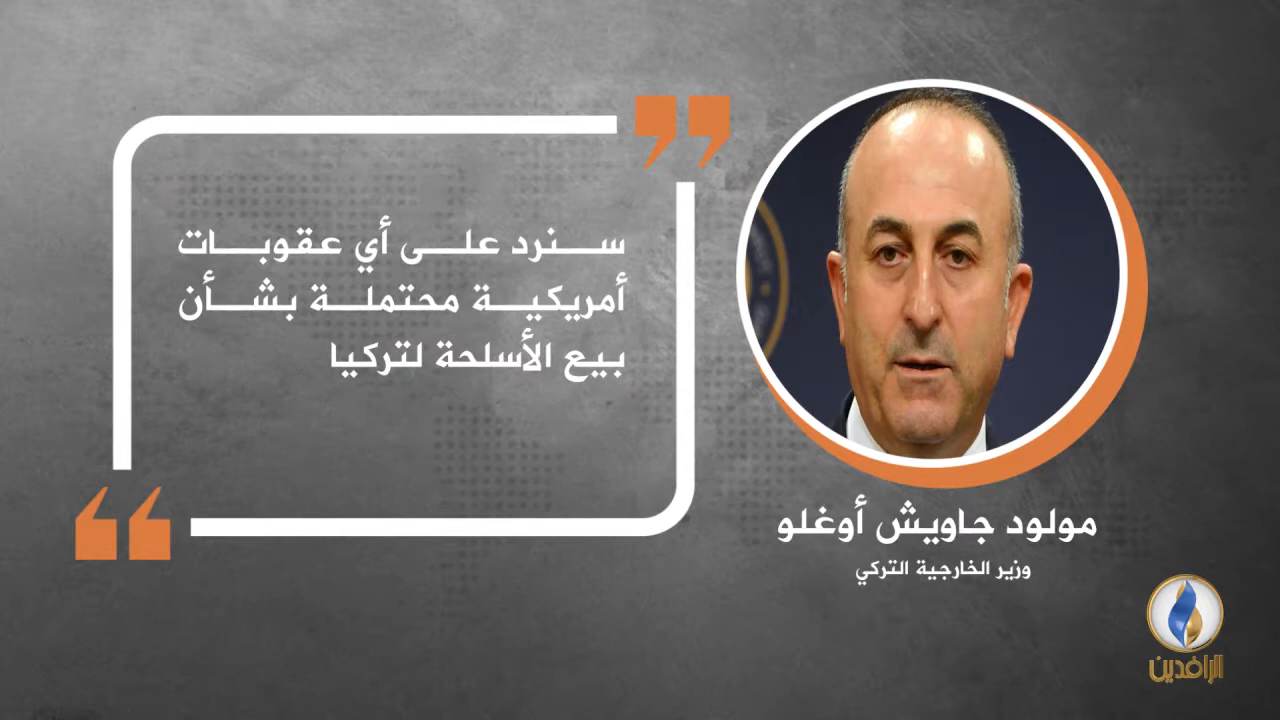 سنرد على أي عقوبات
أمريكية محتملة بشأن
بيع الأسلحة لتركيا
مولود جاويش أوغلو
وزير الخارجية التركي
الرافدين